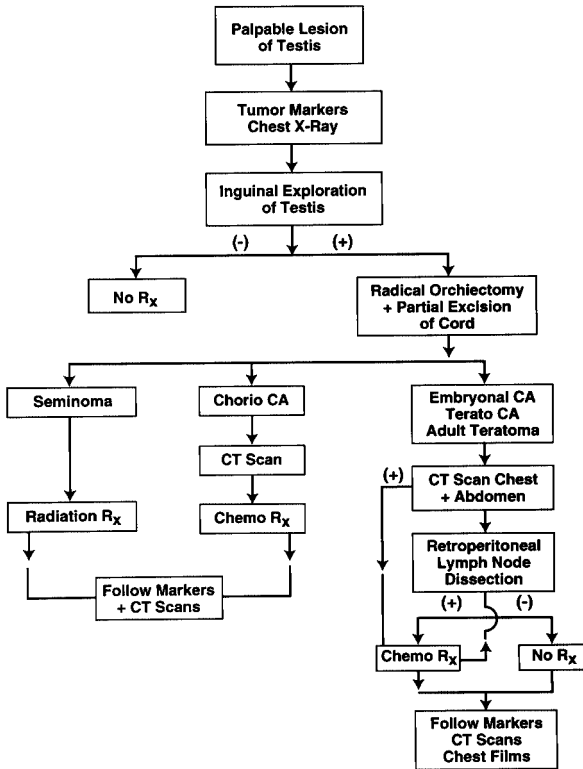 Palpable Lesion
of Testis
Tumor Markers
Chest X-Ray
Inguinal Exploration
of Testis
(-)
(+)
No Rx
Radical Orchiectomy
+ Partial Excision
of Cord
Seminoma
Chorio CA
Embryonal CA
Terato CA
Adult Teratoma
CT Scan
(+)
CT Scan Chest
+ Abdomen
Radiation Rx
Chemo Rx
Retroperitoneal
Lymph Node
Dissection
Follow Markers
+ CT Scans
(+)
(-)
Chemo Rx
No Rx
Follow Markers
CT Scans
Chest Films